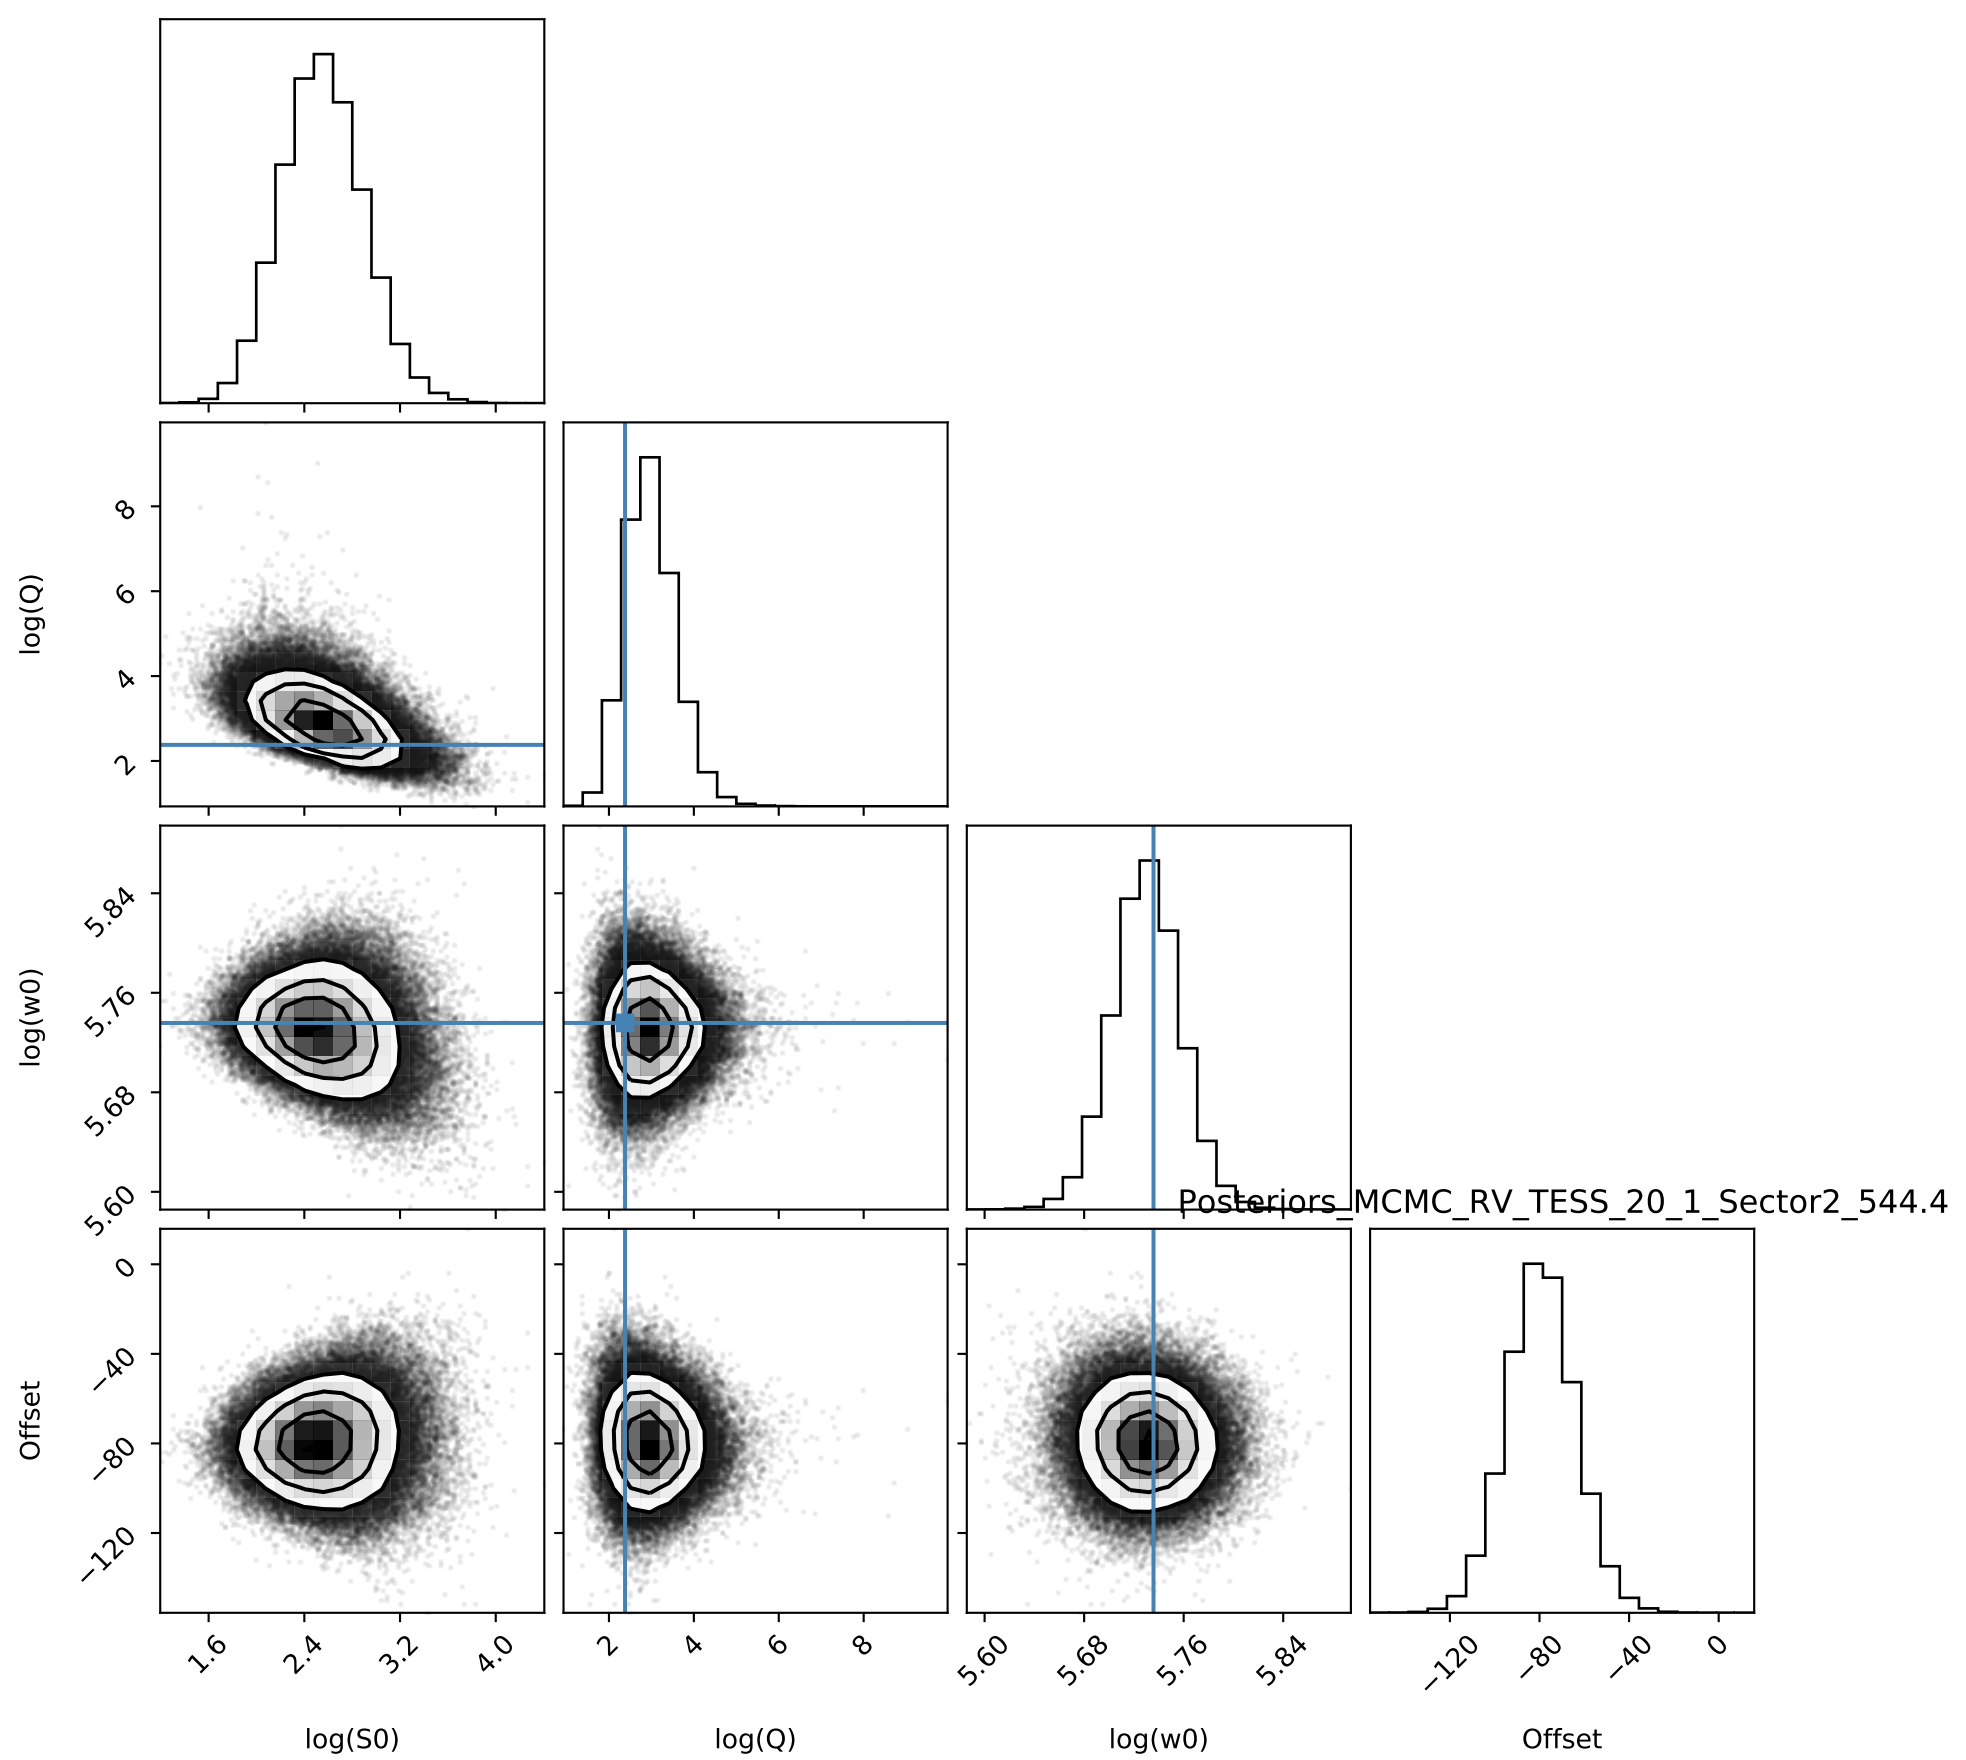 log(Q)
8
6
4
2
log(w0)
5.84
5.76
5.68
5.60
Posteriors_MCMC_RV_TESS_20_1_Sector2_544.4
Offset
0
−40
−80
−120
1.6 2.4 3.2 4.0
2 4 6 8
5.60 5.68 5.76 5.84
−120 −80 −40 0
log(S0) log(Q) log(w0) Offset